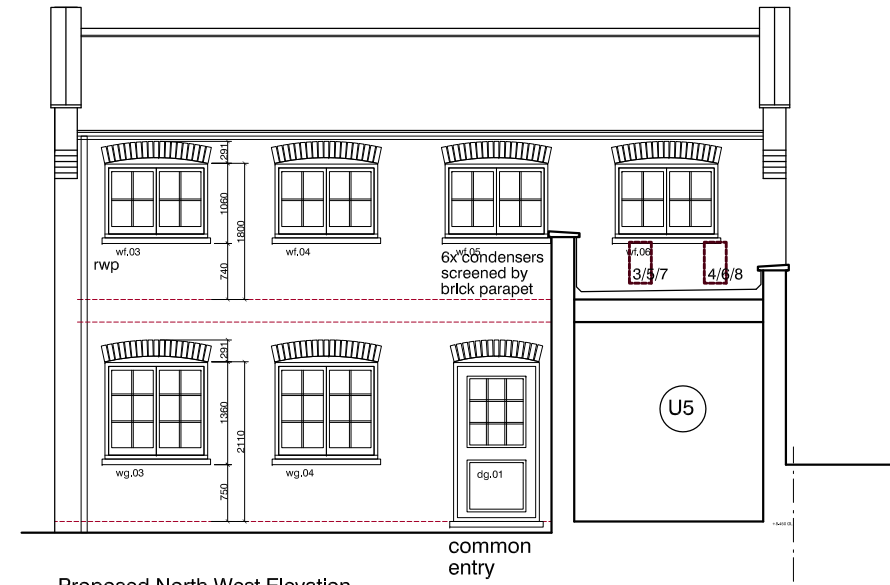 291
1060
1800
740
wf.03
rwp
wf.04
wf.05
6x condensers
screened by
brick parapet
wf.06
3/5/7
4/6/8
291
1360
2110
750
wg.03
wg.04
dg.01
U5
common
entry
Proposed North West Elevation